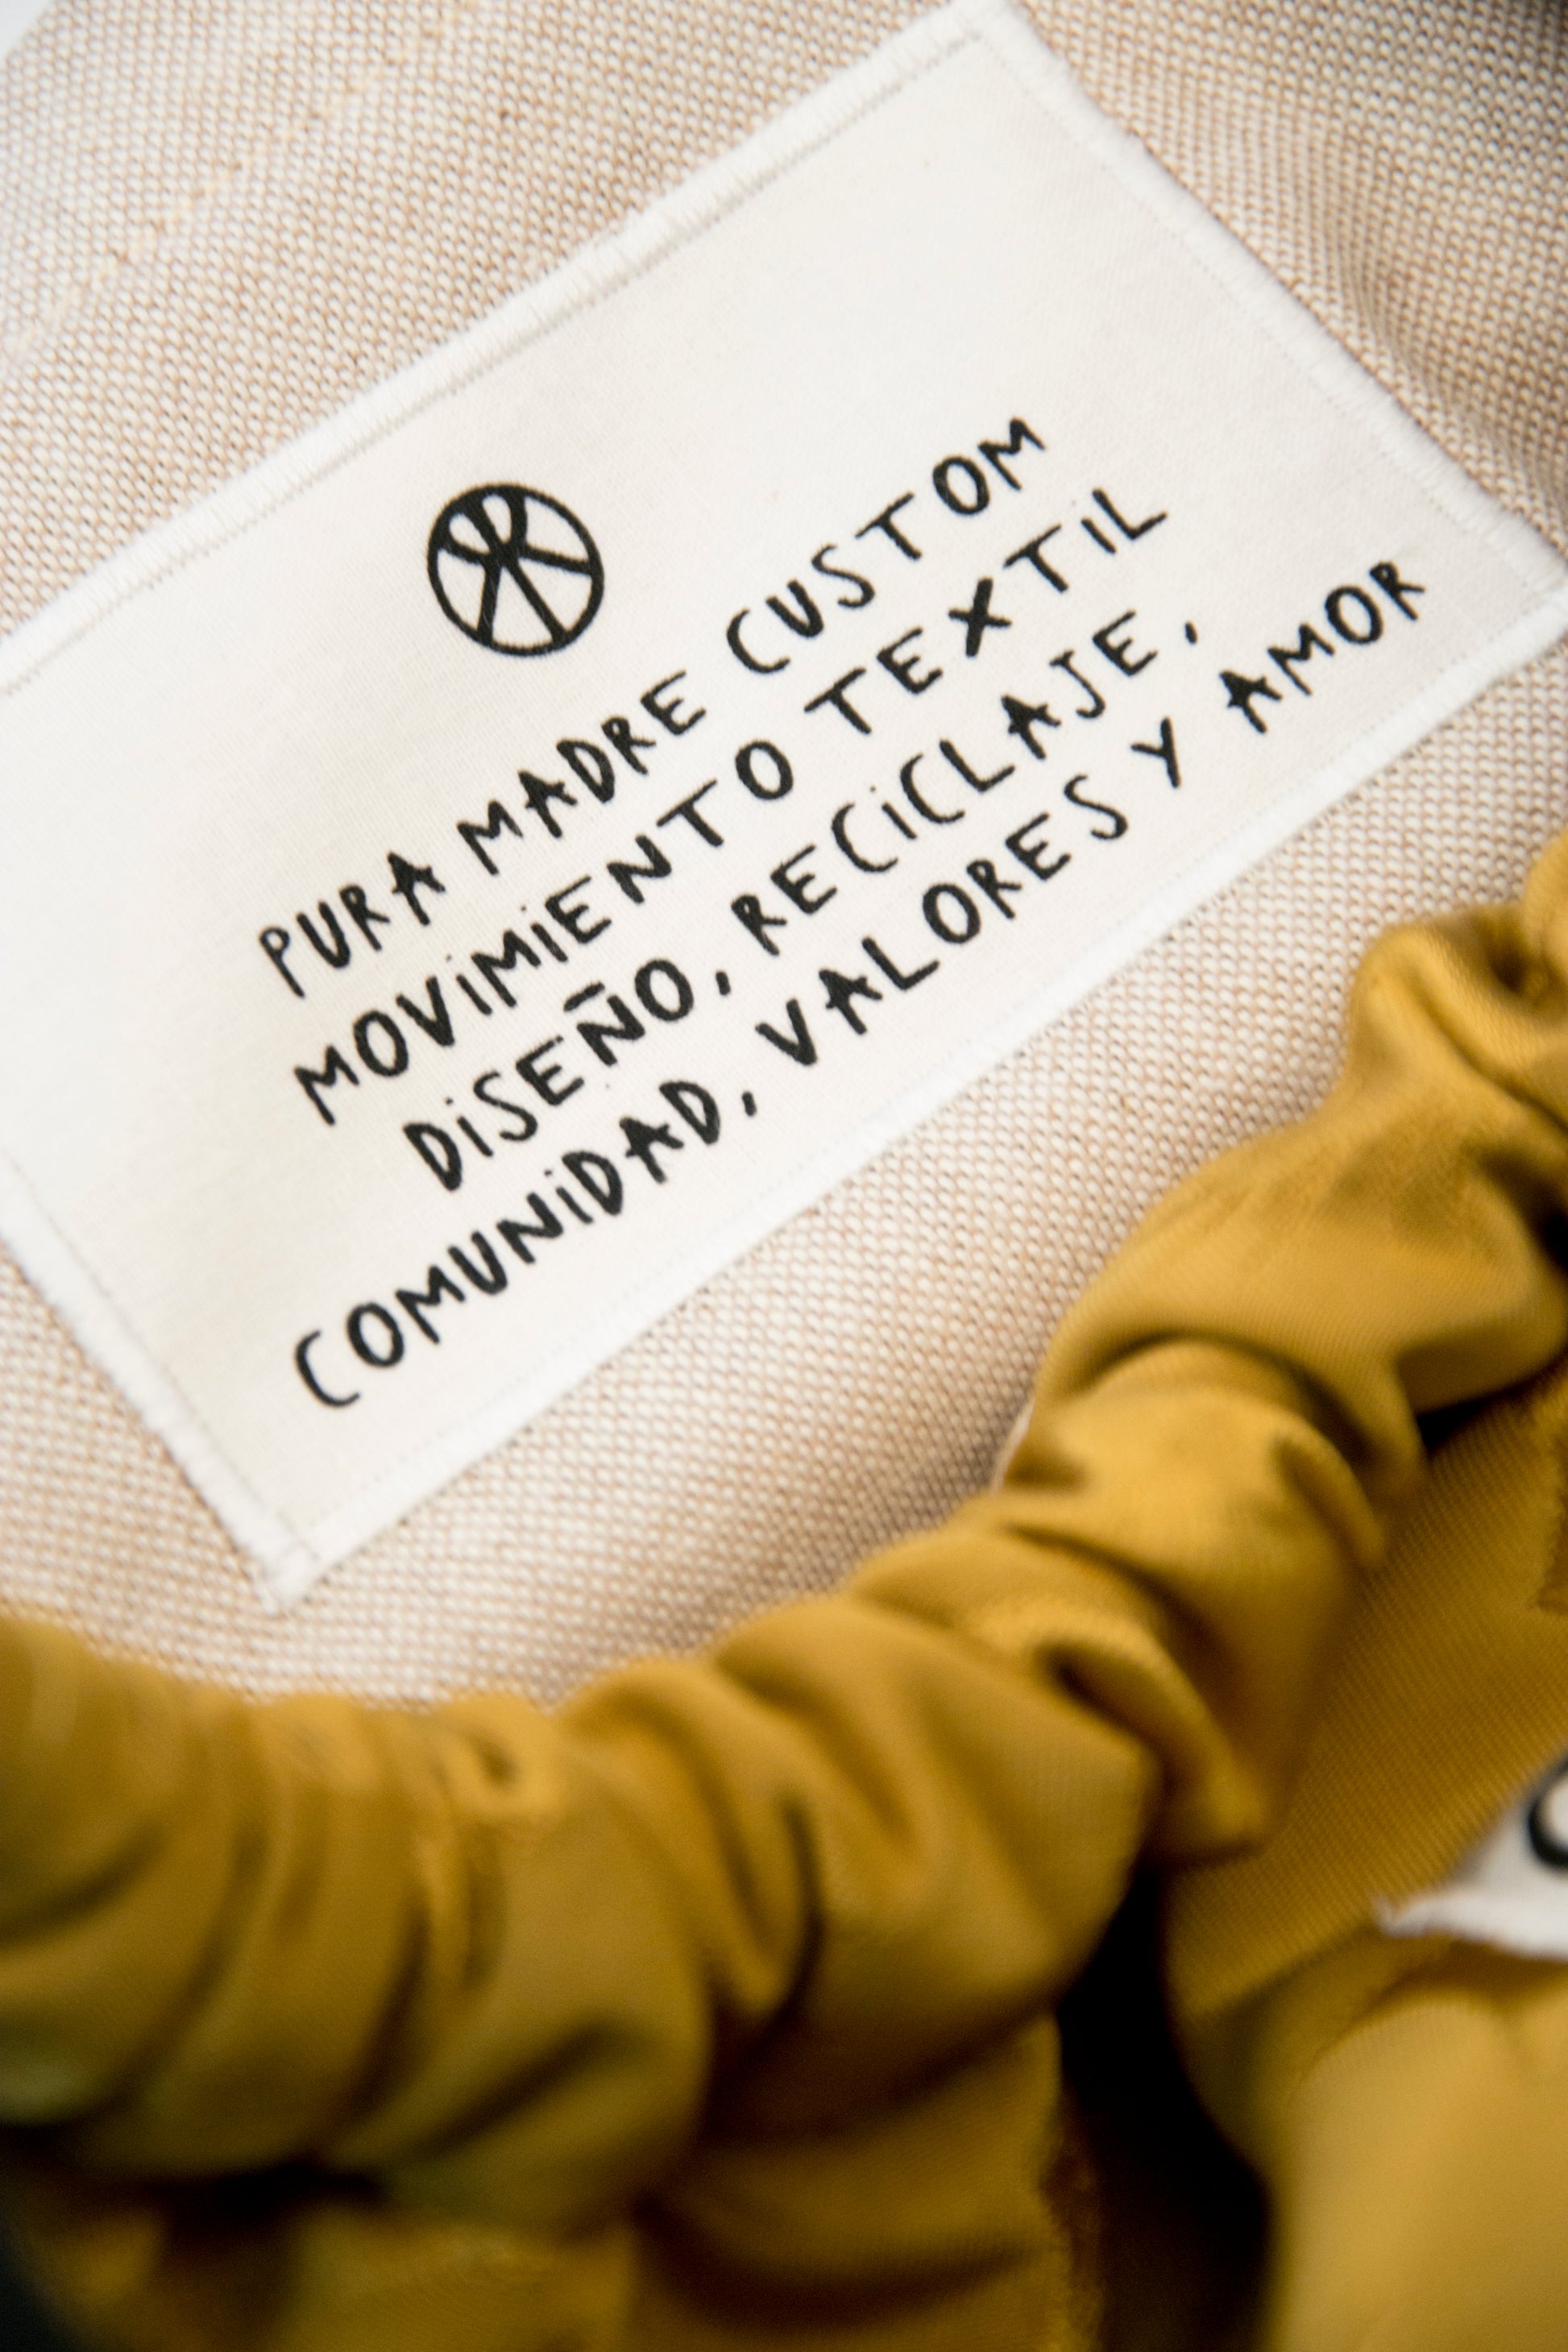 PURA MADRE CUSTOM
MOVIMIENTO TEXTIL
DISEÑO, RECICLAJE,
COMUNIDAD, VALORES Y AMOR